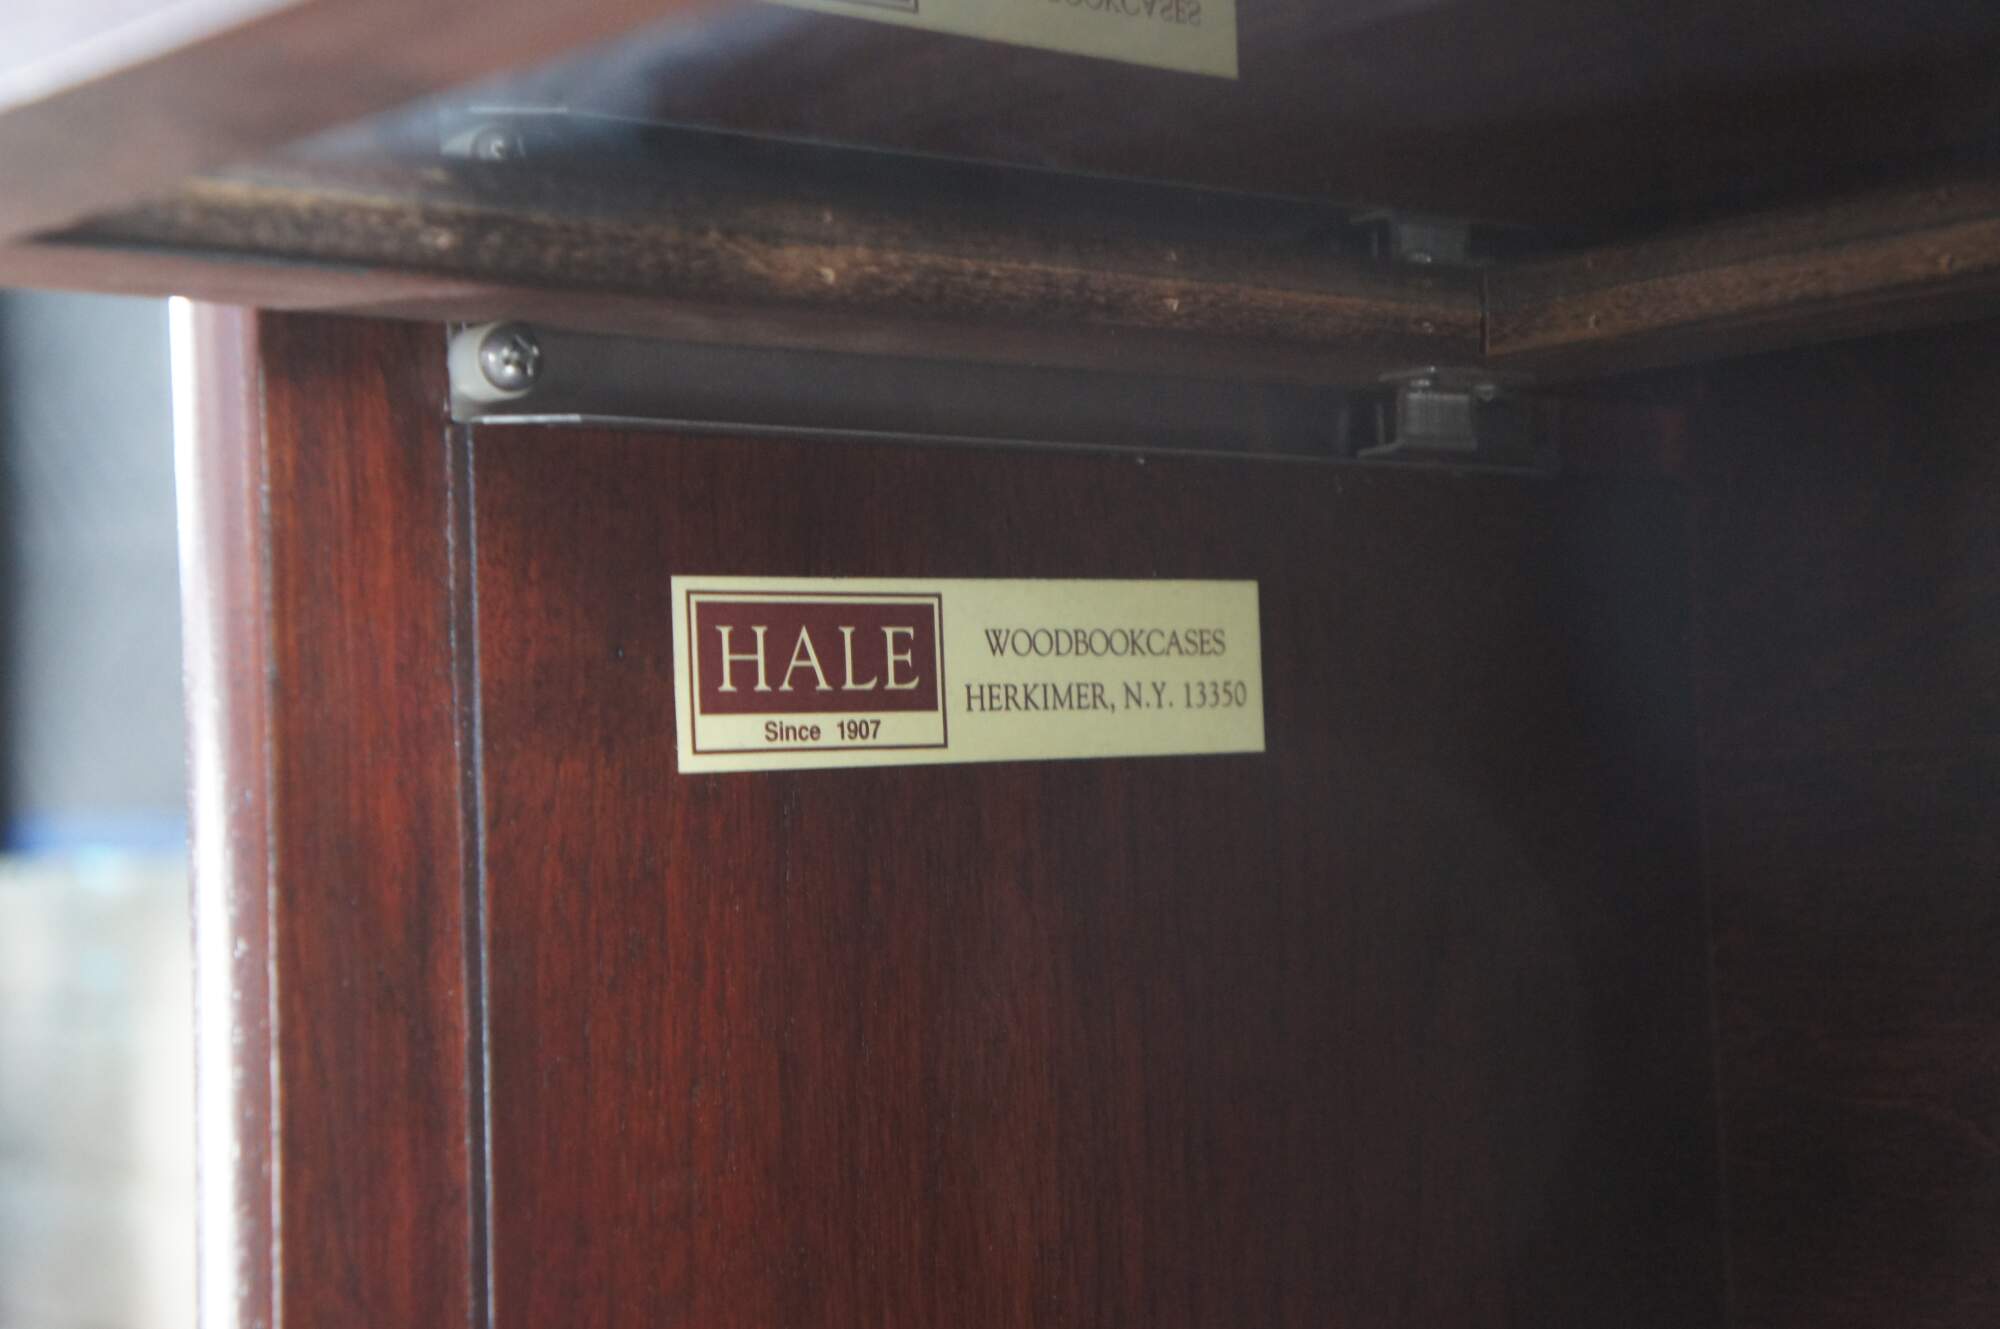 HALE
Since 1907
WOODBOOKCASES
HERKIMER, N.Y. 13350